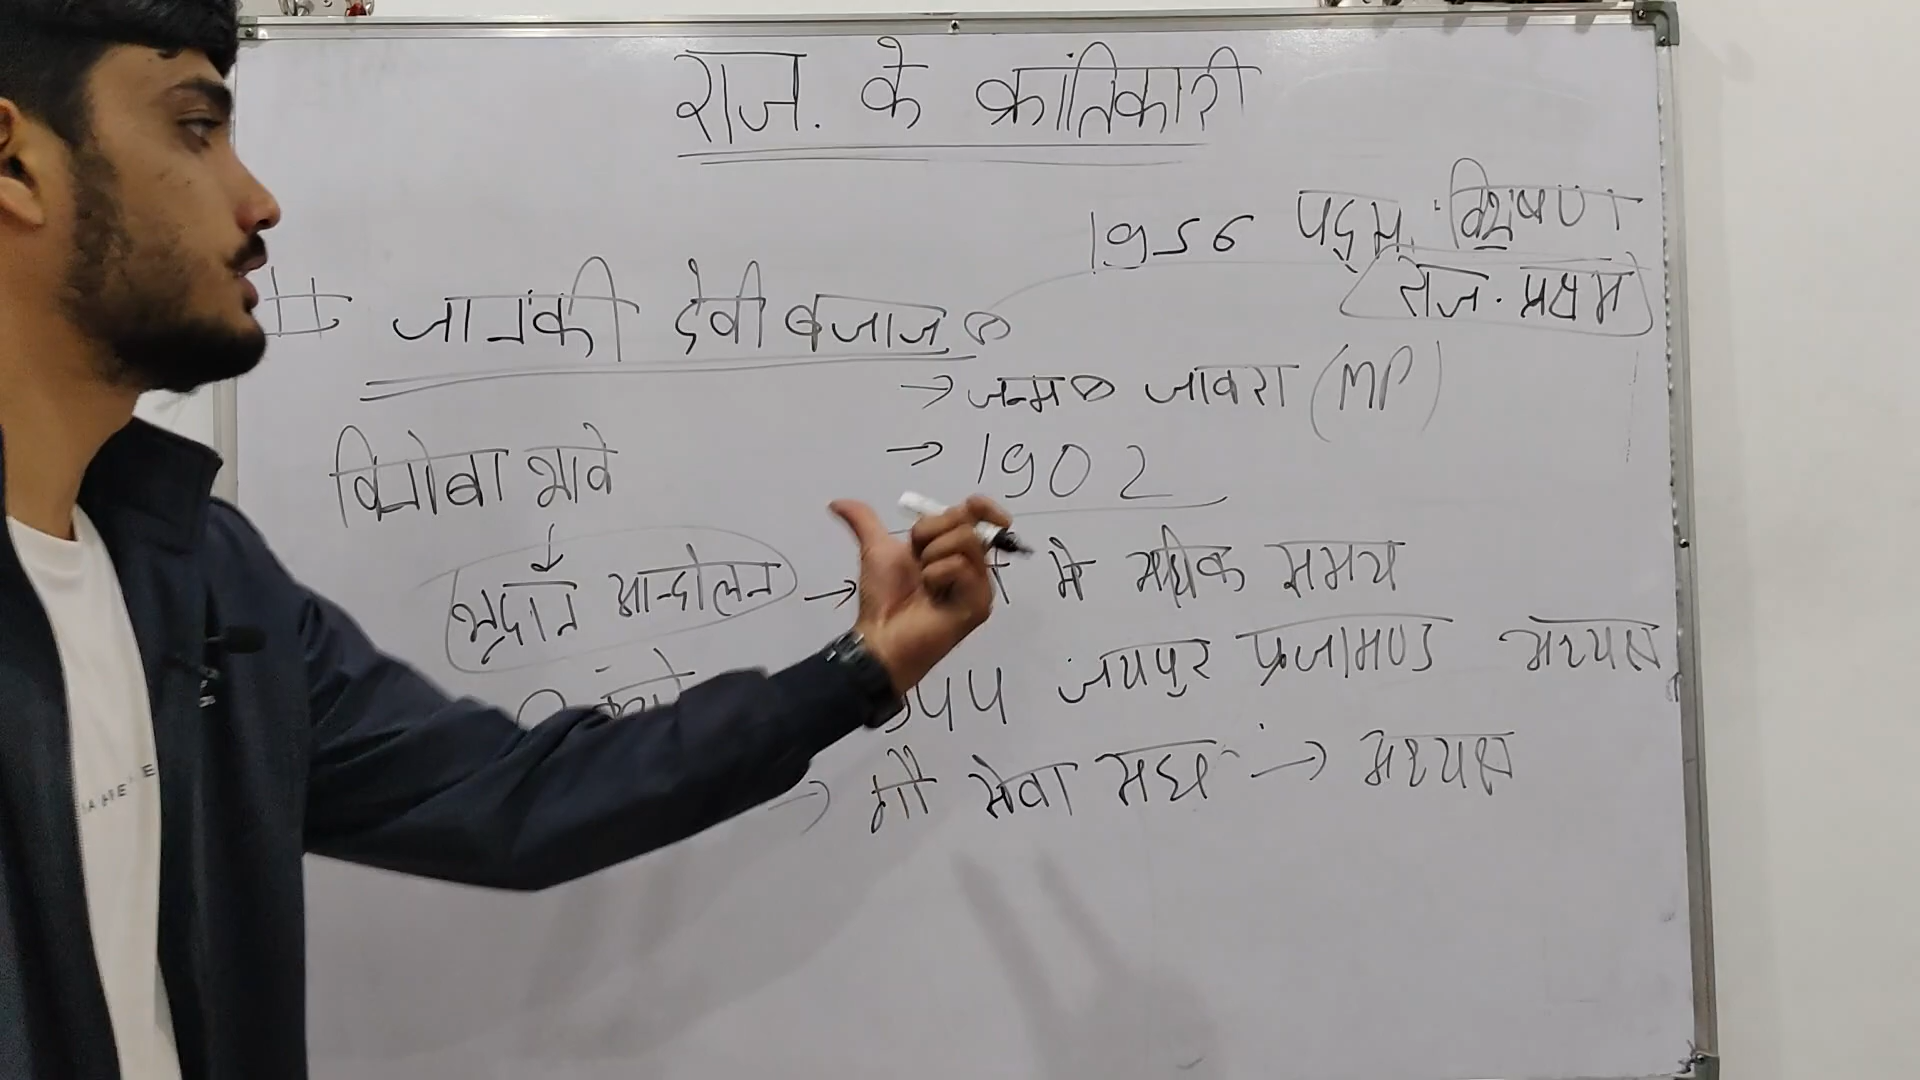 राज. के क्रांतिकारी
1956 पद्म. विभूषण
राज. प्रथम
जानकी देवी बजाज
→ जन्म जावरा (MP)
विनोबा भावे
→ 1902
भूदान आन्दोलन →
मे अधिक समय
जयपुर प्रजामण्ड अध्यक्ष
→ गौ सेवा संघ → अध्यक्ष